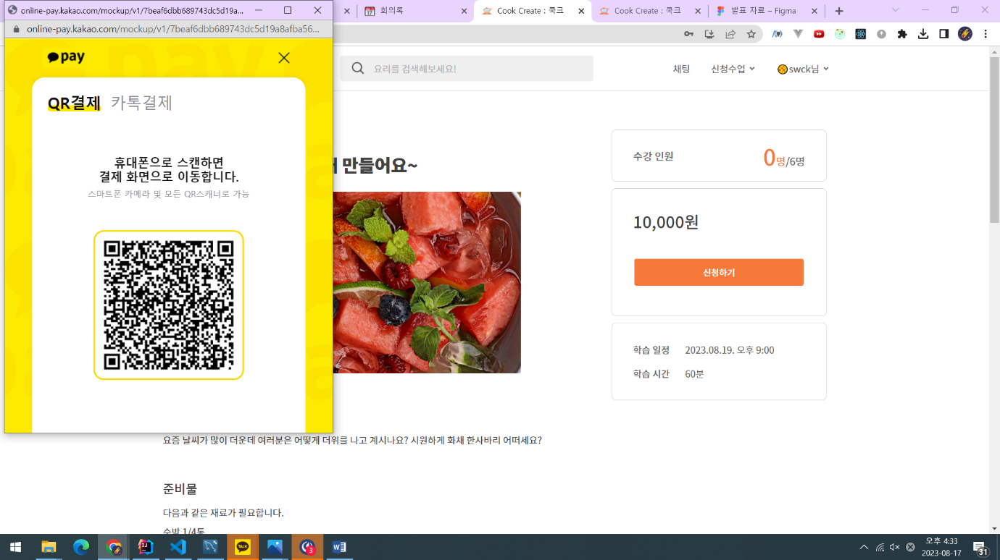 online-pay.kakao.com/mockup/v1/7beaf6dbb689743dc5d19a...
회의록
Cook Create : 쿡크
Cook Create : 쿡크
발표 자료 – Figma
online-pay.kakao.com/mockup/v1/7beaf6dbb689743dc5d19a8afba56...
pay
QR결제 카톡결제
휴대폰으로 스캔하면
결제 화면으로 이동합니다.
스마트폰 카메라 및 모든 QR스캐너로 가능
요리를 검색해보세요!
채팅
신청수업
swck님
만들어요~
수강 인원
0명/6명
10,000원
신청하기
학습 일정 2023.08.19. 오후 9:00
학습 시간 60분
요즘 날씨가 많이 더운데 여러분은 어떻게 더위를 나고 계시나요? 시원하게 화채 한사바리 어떠세요?
준비물
다음과 같은 재료가 필요합니다.
수박 1/4통
TALK
3
오후 4:33
2023-08-17
31